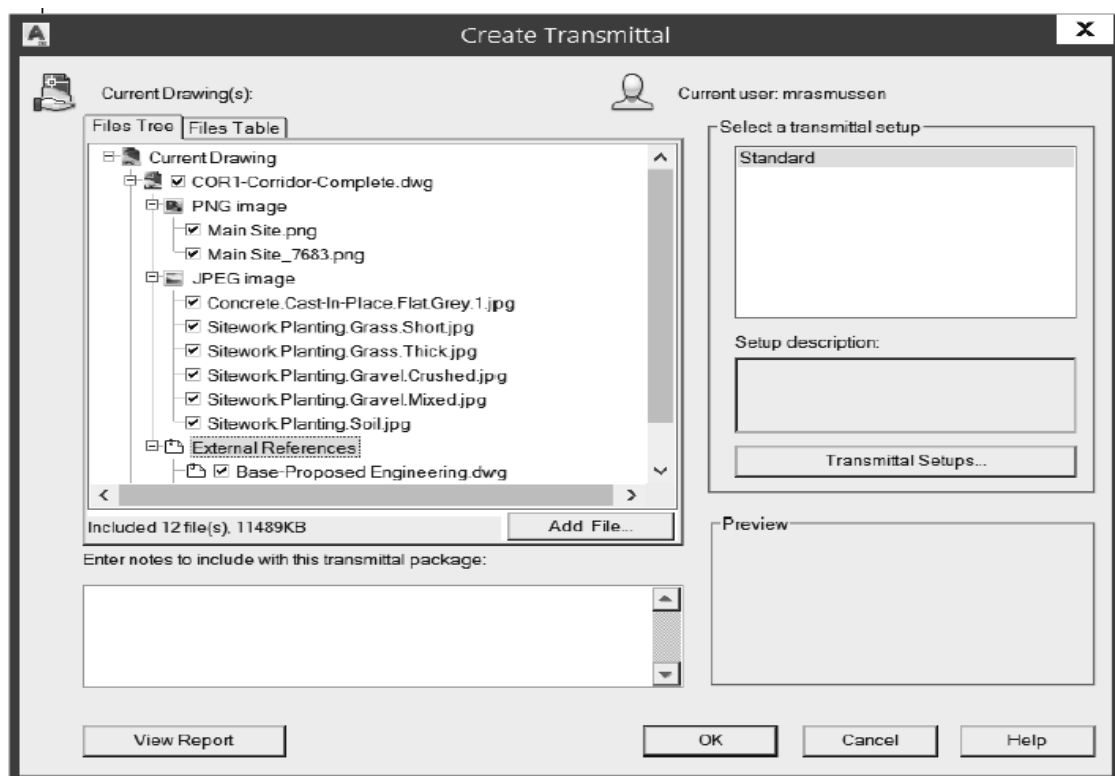 Create Transmittal
X
Current Drawing(s):
Current user: mrasmussen
Files Tree
Files Table
Current Drawing
COR1-Corridor-Complete.dwg
PNG image
Main Site.png
Main Site_7683.png
JPEG image
Concrete.Cast-In-Place.Flat.Grey.1.jpg
Sitework.Planting.Grass.Short.jpg
Sitework.Planting.Grass.Thick.jpg
Sitework.Planting.Gravel.Crushed.jpg
Sitework.Planting.Gravel.Mixed.jpg
Sitework.Planting.Soil.jpg
External References
Base-Proposed Engineering.dwg
Included 12 file(s), 11489KB
Add File...
Enter notes to include with this transmittal package:
Select a transmittal setup
Standard
Setup description:
Transmittal Setups...
Preview
View Report
OK
Cancel
Help